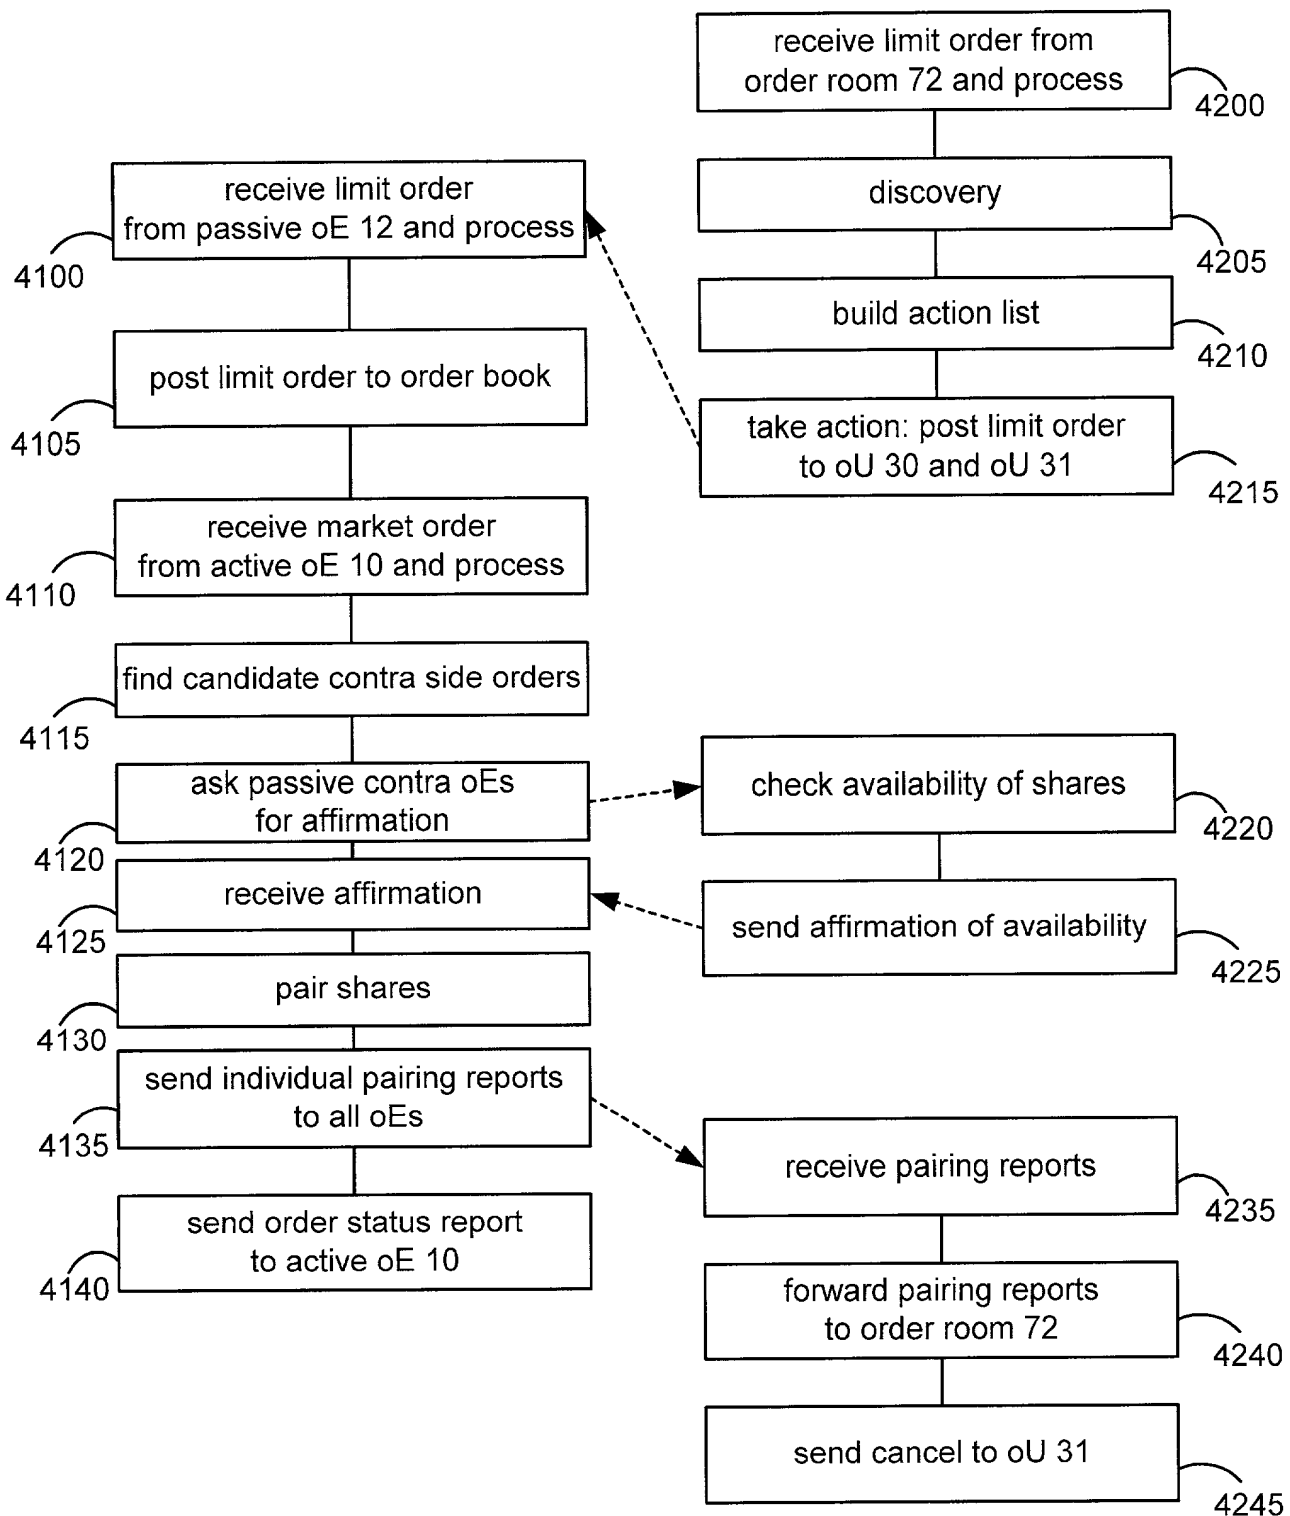 receive limit order from
order room 72 and process
4200
discovery
4205
build action list
4210
take action: post limit order
to oU 30 and oU 31
4215
receive limit order
from passive oE 12 and process
4100
post limit order to order book
4105
receive market order
from active oE 10 and process
4110
find candidate contra side orders
4115
ask passive contra oEs
for affirmation
4120
check availability of shares
4220
send affirmation of availability
4225
receive affirmation
4125
pair shares
4130
send individual pairing reports
to all oEs
4135
send order status report
to active oE 10
4140
receive pairing reports
4235
forward pairing reports
to order room 72
4240
send cancel to oU 31
4245